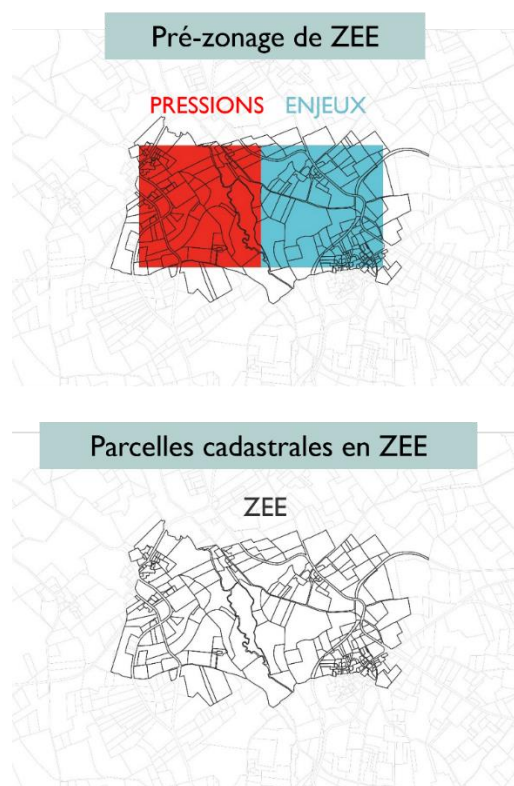 Pré-zonage de ZEE
PRESSIONS ENJEUX
Parcelles cadastrales en ZEE
ZEE